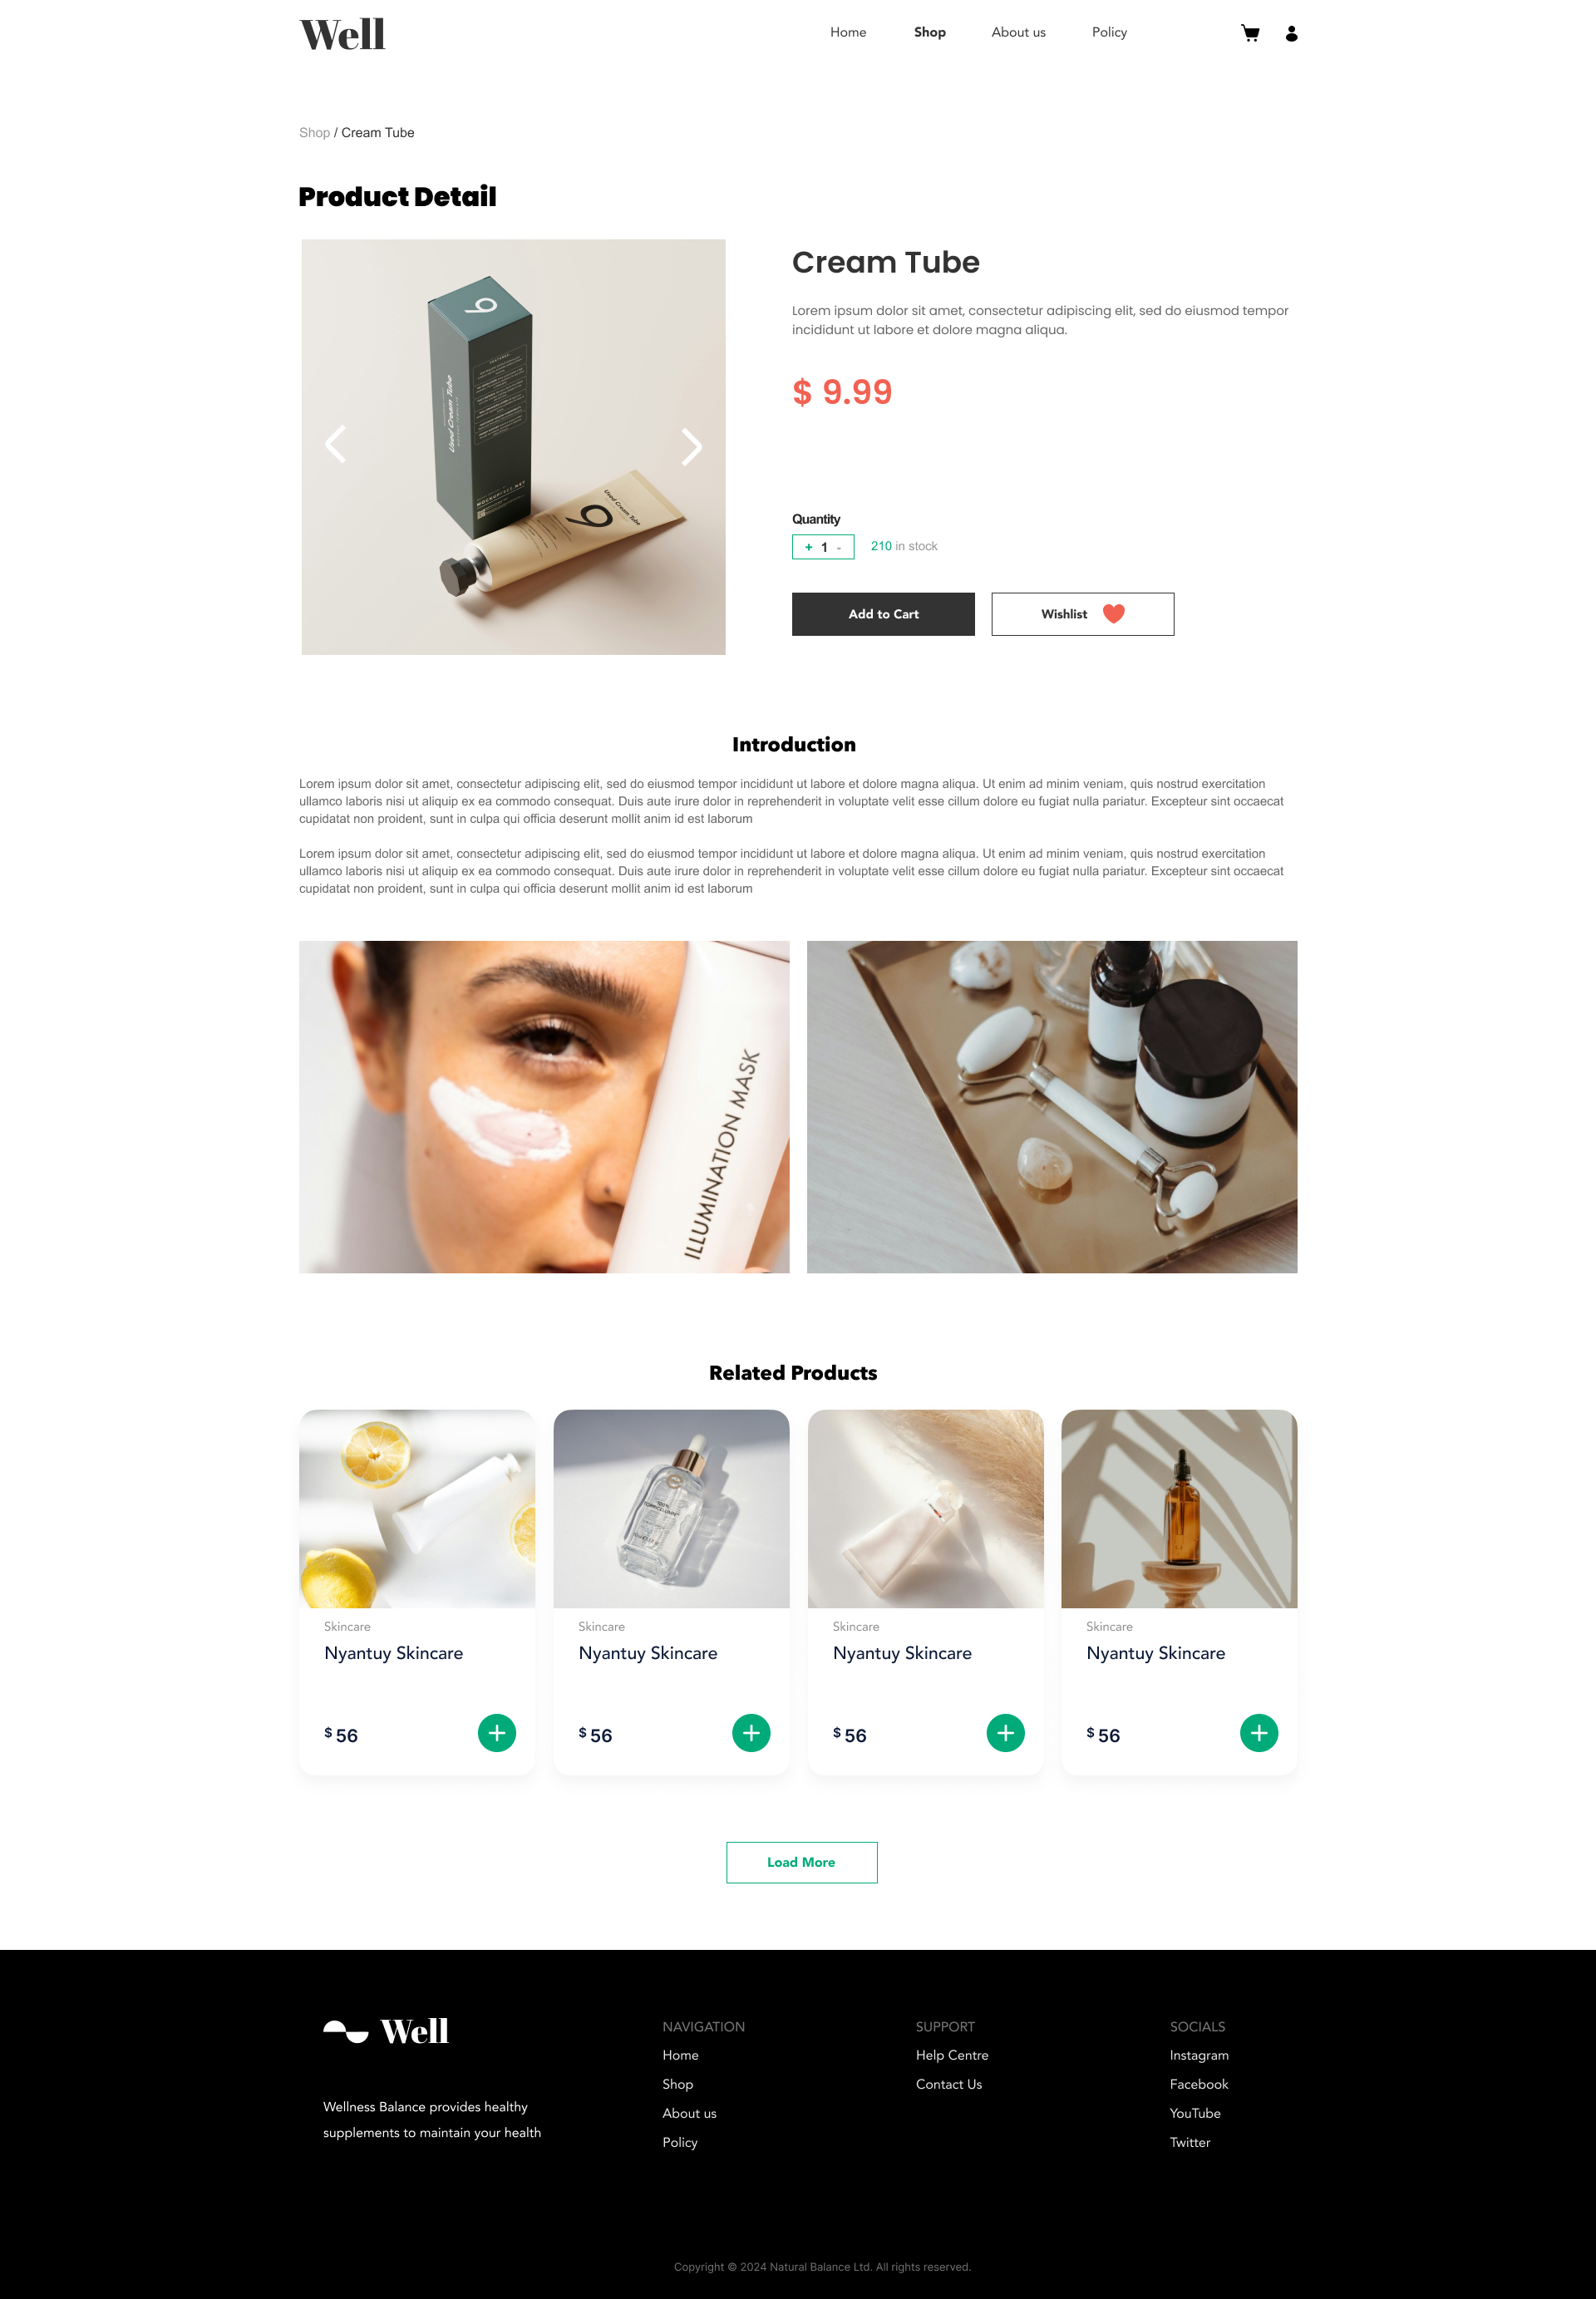 Well
Home Shop About us Policy
Shop / Cream Tube
Product Detail
6
Used Cream Tube
6
Used Cream Tube
Cream Tube
Lorem ipsum dolor sit amet, consectetur adipiscing elit, sed do eiusmod tempor
incididunt ut labore et dolore magna aliqua.
$ 9.99
Quantity
+ 1 -
210 in stock
Add to Cart
Wishlist
Introduction
Lorem ipsum dolor sit amet, consectetur adipiscing elit, sed do eiusmod tempor incididunt ut labore et dolore magna aliqua. Ut enim ad minim veniam, quis nostrud exercitation
ullamco laboris nisi ut aliquip ex ea commodo consequat. Duis aute irure dolor in reprehenderit in voluptate velit esse cillum dolore eu fugiat nulla pariatur. Excepteur sint occaecat
cupidatat non proident, sunt in culpa qui officia deserunt mollit anim id est laborum
Lorem ipsum dolor sit amet, consectetur adipiscing elit, sed do eiusmod tempor incididunt ut labore et dolore magna aliqua. Ut enim ad minim veniam, quis nostrud exercitation
ullamco laboris nisi ut aliquip ex ea commodo consequat. Duis aute irure dolor in reprehenderit in voluptate velit esse cillum dolore eu fugiat nulla pariatur. Excepteur sint occaecat
cupidatat non proident, sunt in culpa qui officia deserunt mollit anim id est laborum
ILLUMINATION MASK
Related Products
Skincare
Nyantuy Skincare
$ 56
Skincare
Nyantuy Skincare
$ 56
Skincare
Nyantuy Skincare
$ 56
Skincare
Nyantuy Skincare
$ 56
Load More
Well
Wellness Balance provides healthy
supplements to maintain your health
NAVIGATION
Home
Shop
About us
Policy
SUPPORT
Help Centre
Contact Us
SOCIALS
Instagram
Facebook
YouTube
Twitter
Copyright © 2024 Natural Balance Ltd. All rights reserved.